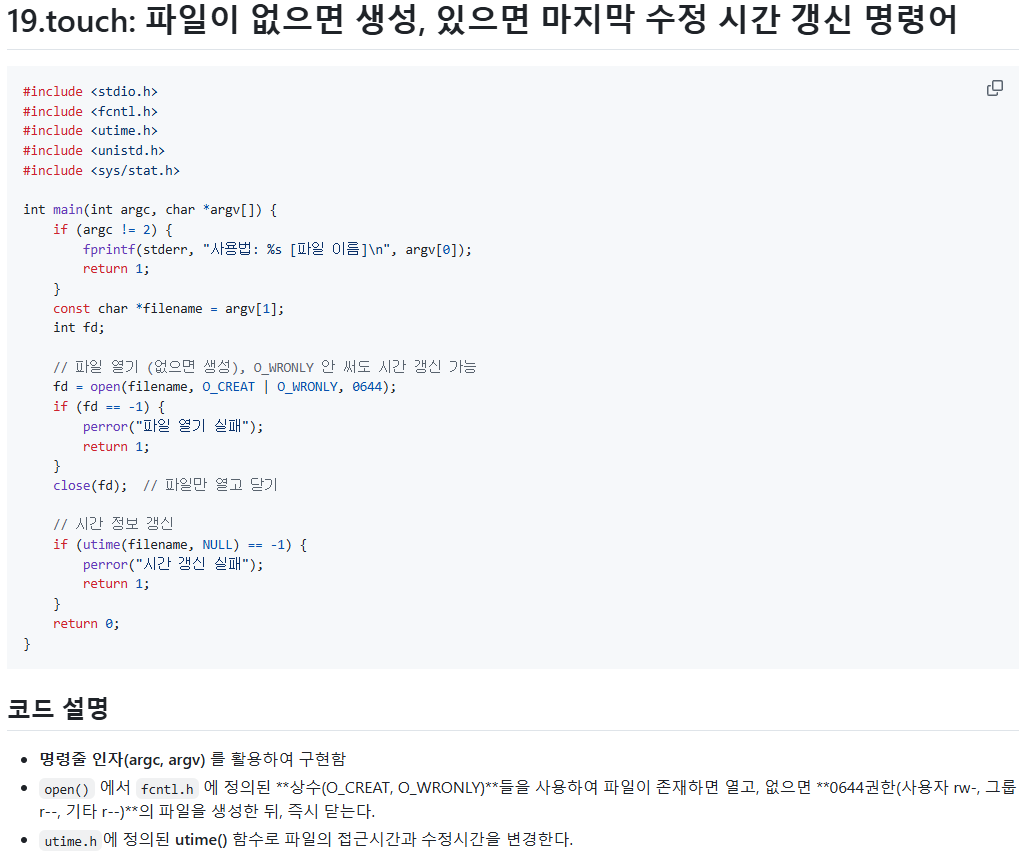 19.touch: 파일이 없으면 생성, 있으면 마지막 수정 시간 갱신 명령어
#include <stdio.h>
#include <fcntl.h>
#include <utime.h>
#include <unistd.h>
#include <sys/stat.h>
int main(int argc, char *argv[]) {
if (argc != 2) {
fprintf(stderr, "사용법: %s [파일 이름]\n", argv[0]);
return 1;
}
const char *filename = argv[1];
int fd;
// 파일 열기 (없으면 생성), O_WRONLY 안 써도 시간 갱신 가능
fd = open(filename, O_CREAT | O_WRONLY, 0644);
if (fd == -1) {
perror("파일 열기 실패");
return 1;
}
close(fd);  // 파일만 열고 닫기
// 시간 정보 갱신
if (utime(filename, NULL) == -1) {
perror("시간 갱신 실패");
return 1;
}
return 0;
}
코드 설명
• 명령줄 인자(argc, argv) 를 활용하여 구현함
• open() 에서 fcntl.h 에 정의된 **상수(O_CREAT, O_WRONLY)**들을 사용하여 파일이 존재하면 열고, 없으면 **0644권한(사용자 rw-, 그룹
r--, 기타 r--)**의 파일을 생성한 뒤, 즉시 닫는다.
• utime.h 에 정의된 utime() 함수로 파일의 접근시간과 수정시간을 변경한다.